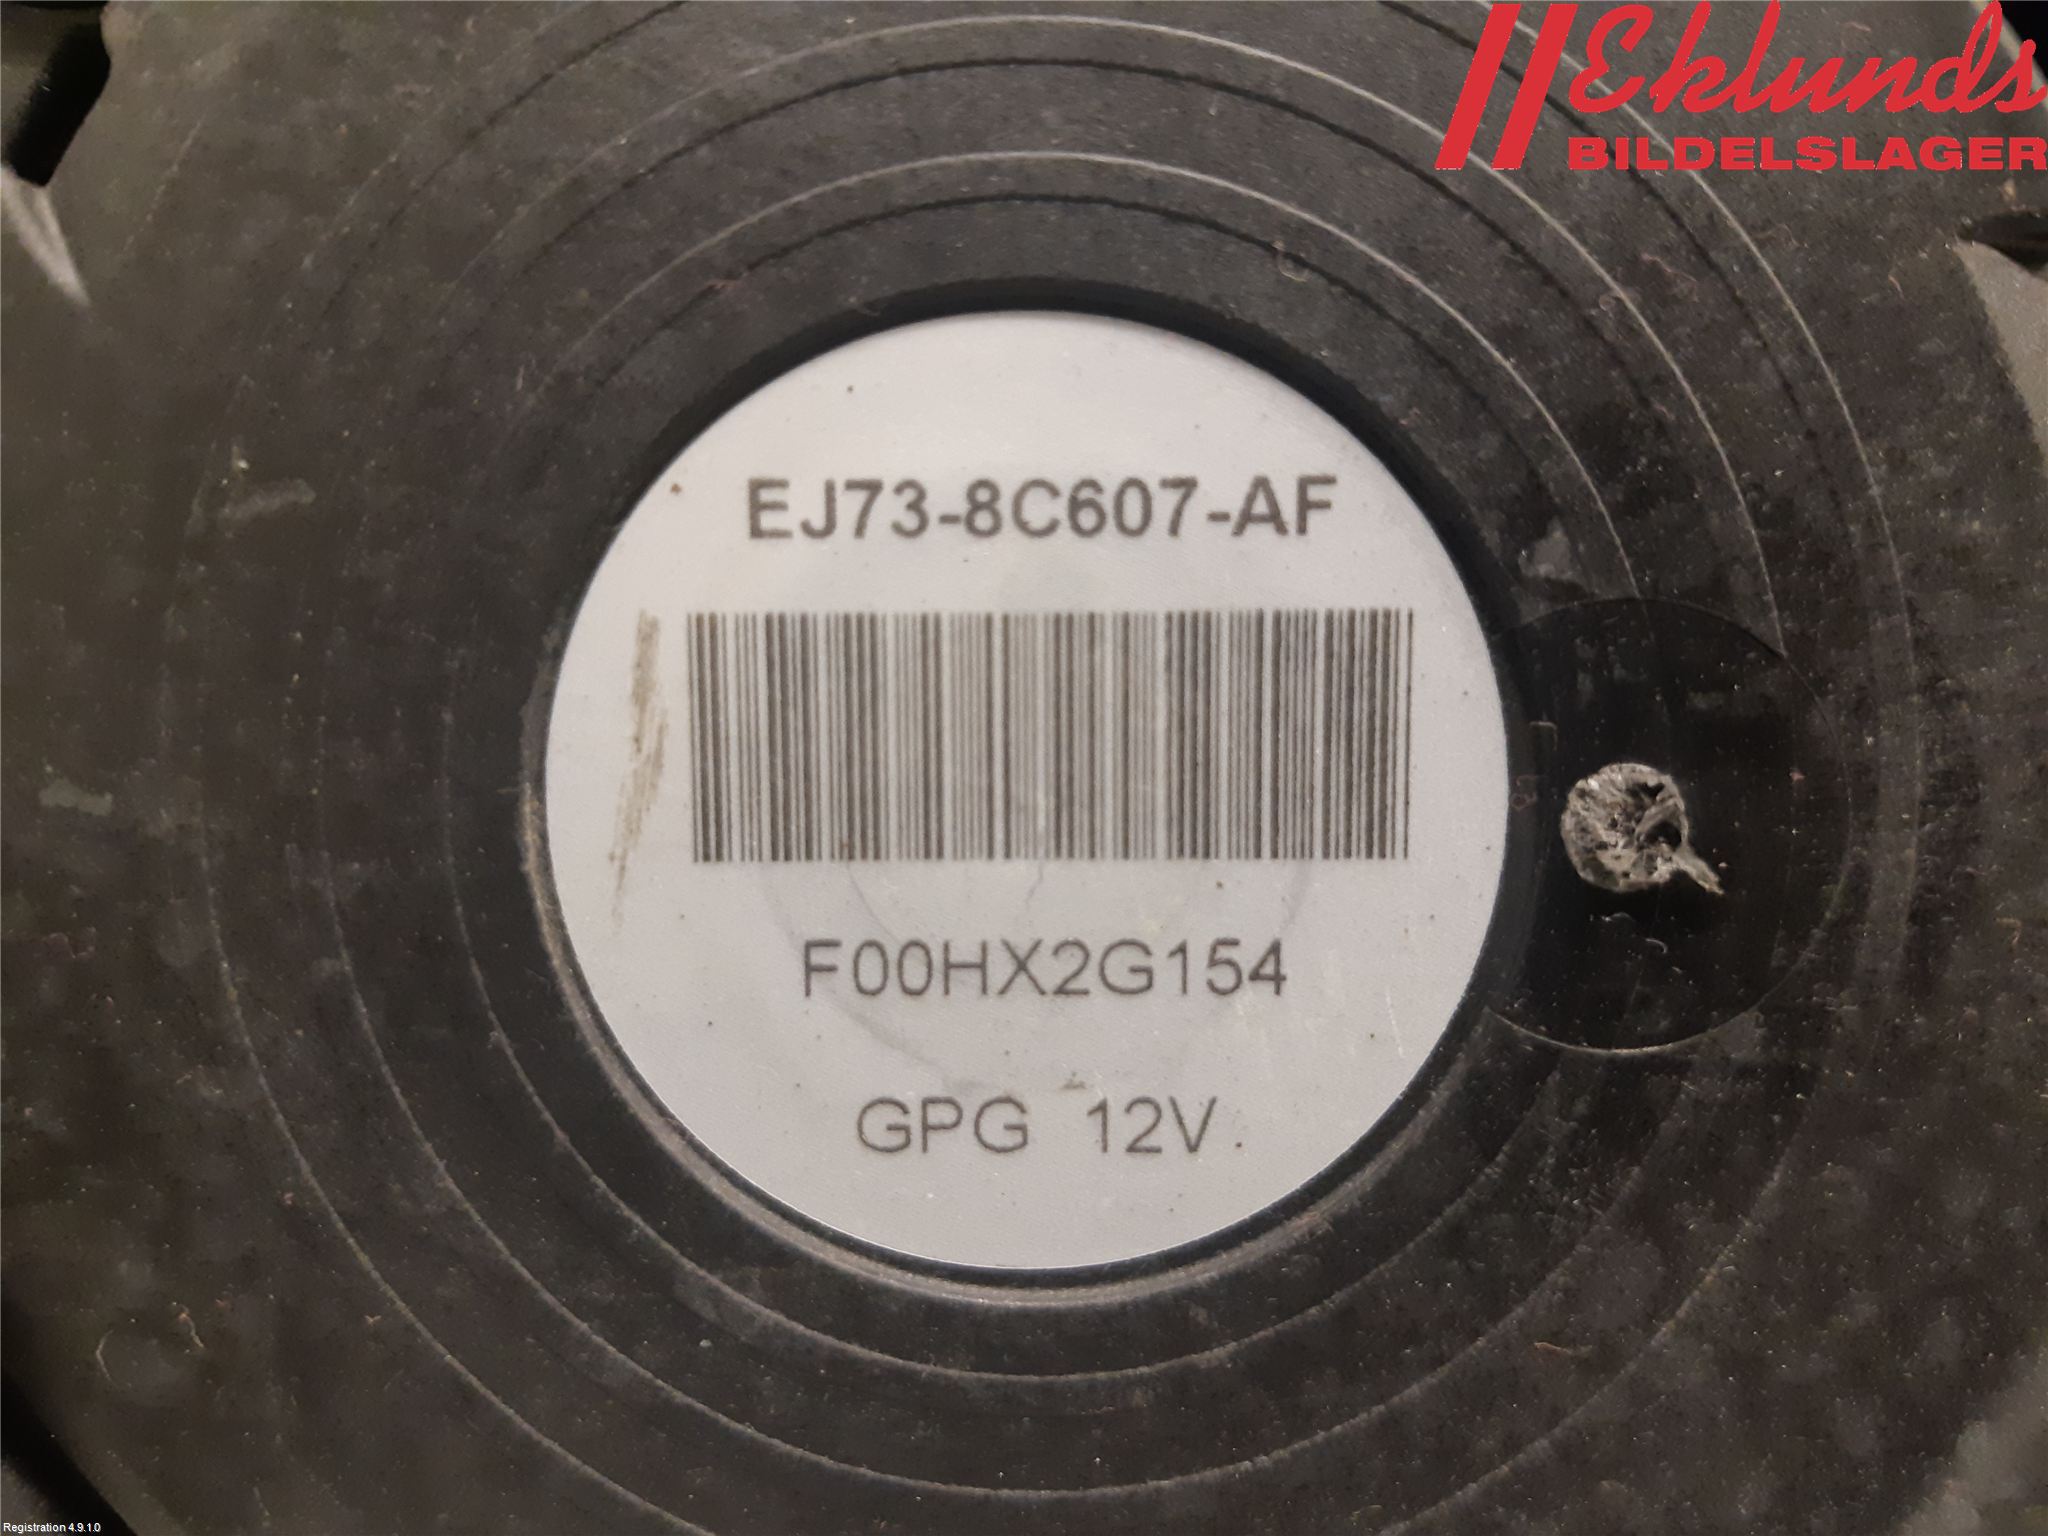 Eklunds
BILDELSLAGER
EJ73-8C607-AF
F00HX2G154
GPG 12V
Registration 4.9.1.0